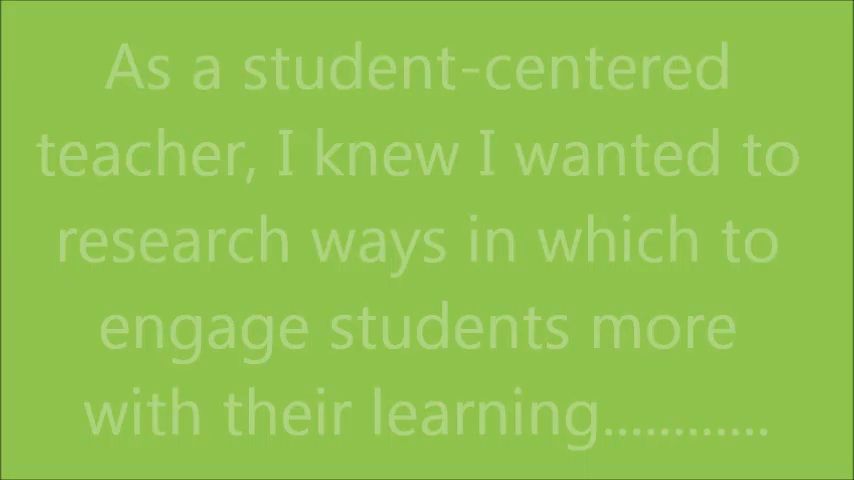 As a student-centered
teacher, I knew I wanted to
research ways in which to
engage students more
with their learning............